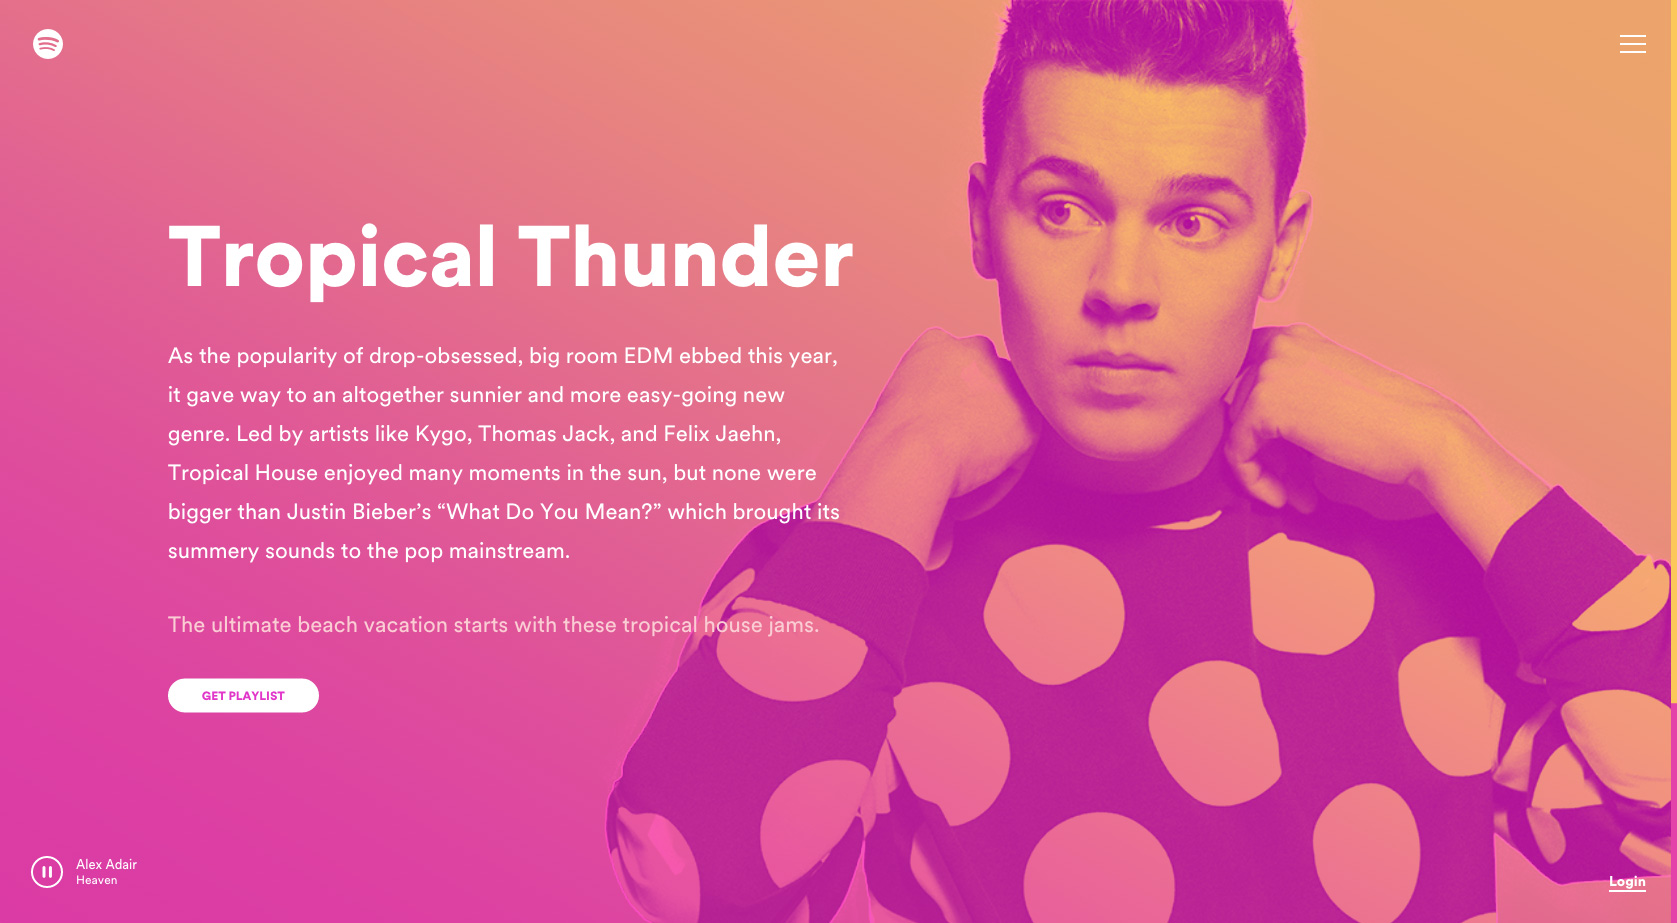 Tropical Thunder
As the popularity of drop-obsessed, big room EDM ebbed this year,
it gave way to an altogether sunnier and more easy-going new
genre. Led by artists like Kygo, Thomas Jack, and Felix Jaehn,
Tropical House enjoyed many moments in the sun, but none were
bigger than Justin Bieber’s “What Do You Mean?” which brought its
summery sounds to the pop mainstream.
The ultimate beach vacation starts with these tropical house jams.
GET PLAYLIST
Alex Adair
Heaven
Login